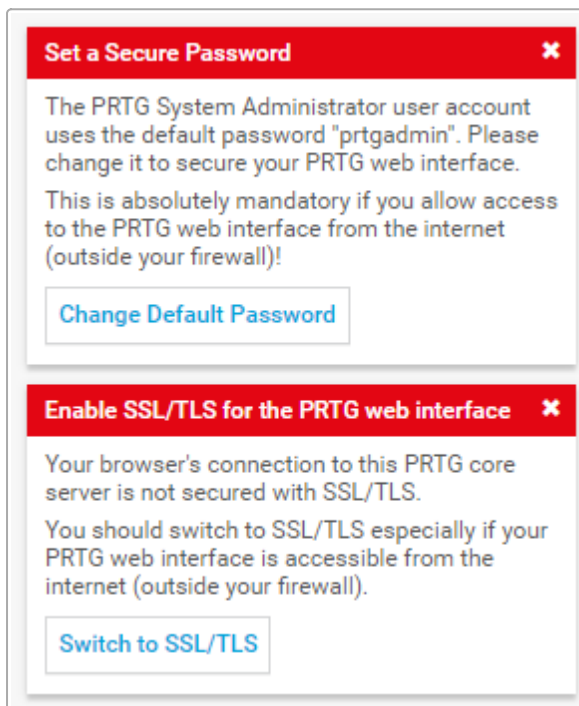 Set a Secure Password
The PRTG System Administrator user account
uses the default password "prtgadmin". Please
change it to secure your PRTG web interface.
This is absolutely mandatory if you allow access
to the PRTG web interface from the internet
(outside your firewall)!
Change Default Password
Enable SSL/TLS for the PRTG web interface
Your browser's connection to this PRTG core
server is not secured with SSL/TLS.
You should switch to SSL/TLS especially if your
PRTG web interface is accessible from the
internet (outside your firewall).
Switch to SSL/TLS